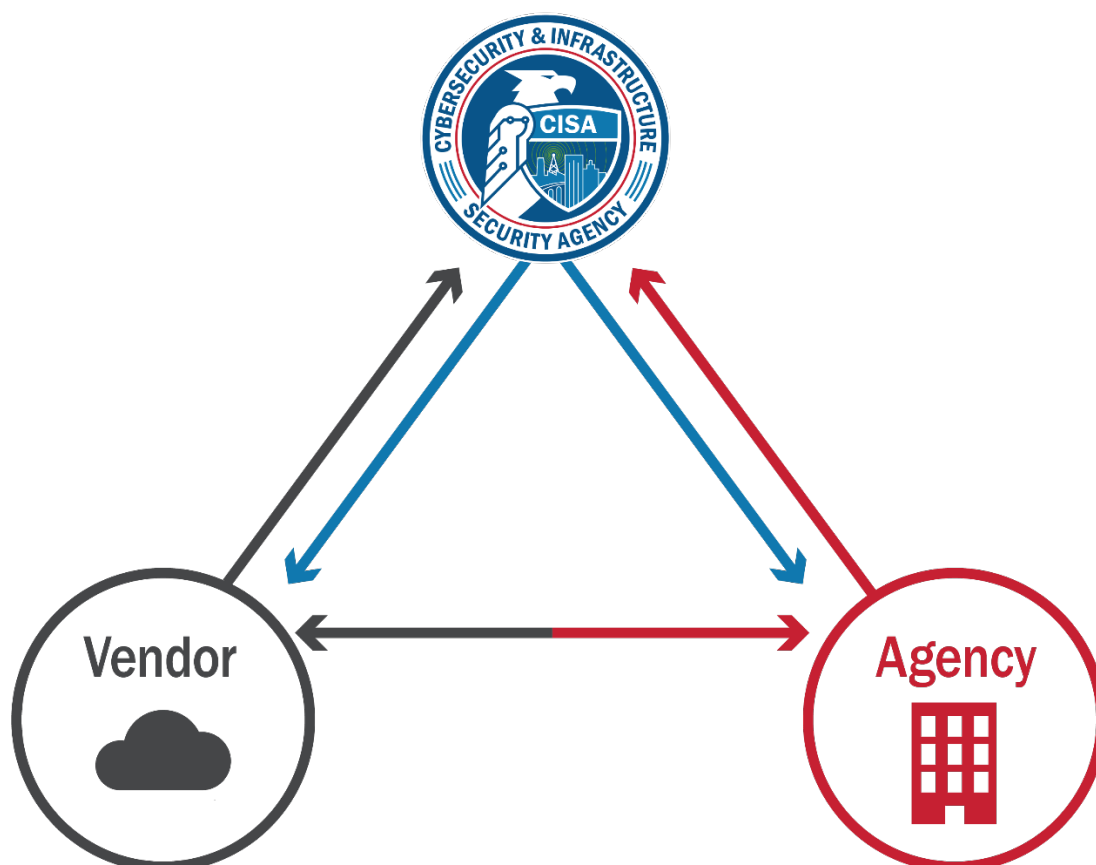 CYBERSECURITY & INFRASTRUCTURE
CISA
SECURITY AGENCY
Vendor
Agency